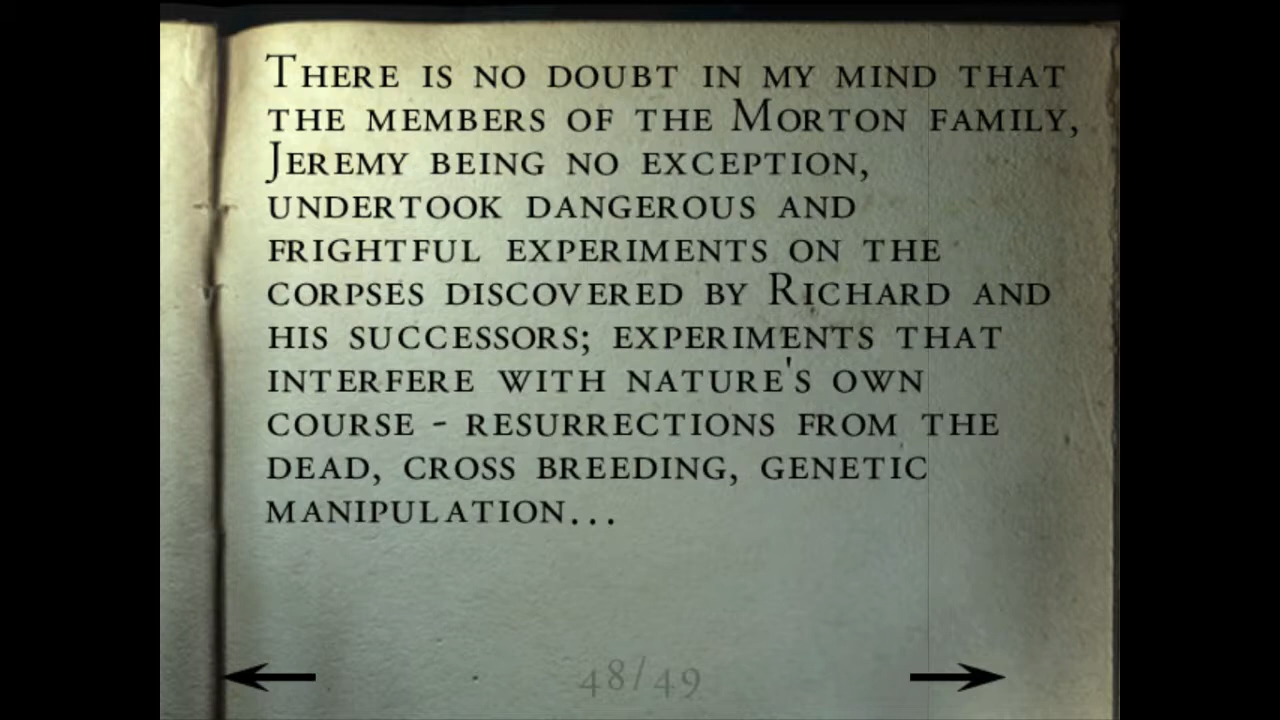 There is no doubt in my mind that
the members of the Morton family,
Jeremy being no exception,
undertook dangerous and
frightful experiments on the
corpses discovered by Richard and
his successors; experiments that
interfere with nature's own
course - resurrections from the
dead, cross breeding, genetic
manipulation...
48/49